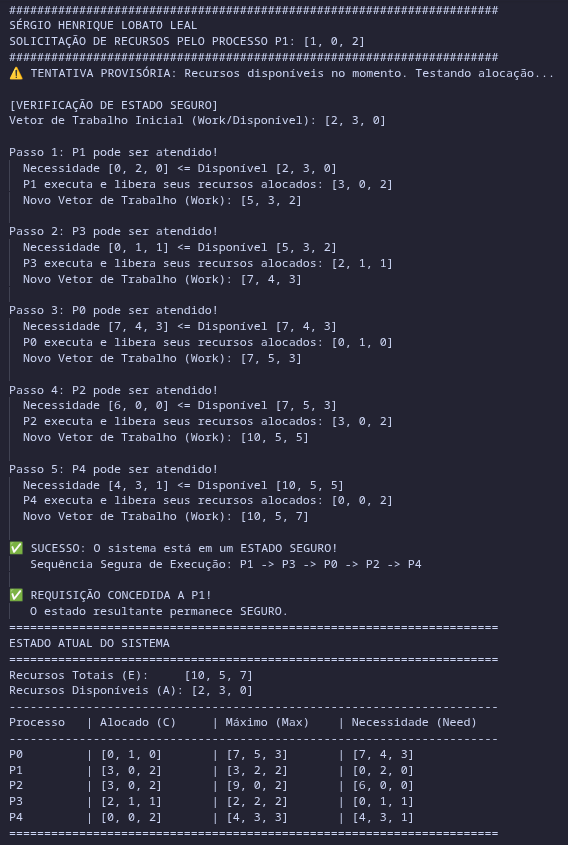 ######################################################################
SÉRGIO HENRIQUE LOBATO LEAL
SOLICITAÇÃO DE RECURSOS PELO PROCESSO P1: [1, 0, 2]
######################################################################
⚠️ TENTATIVA PROVISÓRIA: Recursos disponíveis no momento. Testando alocação...
[VERIFICAÇÃO DE ESTADO SEGURO]
Vetor de Trabalho Inicial (Work/Disponível): [2, 3, 0]
Passo 1: P1 pode ser atendido!
Necessidade [0, 2, 0] <= Disponível [2, 3, 0]
P1 executa e libera seus recursos alocados: [3, 0, 2]
Novo Vetor de Trabalho (Work): [5, 3, 2]
Passo 2: P3 pode ser atendido!
Necessidade [0, 1, 1] <= Disponível [5, 3, 2]
P3 executa e libera seus recursos alocados: [2, 1, 1]
Novo Vetor de Trabalho (Work): [7, 4, 3]
Passo 3: P0 pode ser atendido!
Necessidade [7, 4, 3] <= Disponível [7, 4, 3]
P0 executa e libera seus recursos alocados: [0, 1, 0]
Novo Vetor de Trabalho (Work): [7, 5, 3]
Passo 4: P2 pode ser atendido!
Necessidade [6, 0, 0] <= Disponível [7, 5, 3]
P2 executa e libera seus recursos alocados: [3, 0, 2]
Novo Vetor de Trabalho (Work): [10, 5, 5]
Passo 5: P4 pode ser atendido!
Necessidade [4, 3, 1] <= Disponível [10, 5, 5]
P4 executa e libera seus recursos alocados: [0, 0, 2]
Novo Vetor de Trabalho (Work): [10, 5, 7]
✅ SUCESSO: O sistema está em um ESTADO SEGURO!
Sequência Segura de Execução: P1 -> P3 -> P0 -> P2 -> P4
✅ REQUISIÇÃO CONCEDIDA A P1!
O estado resultante permanece SEGURO.
======================================================================
ESTADO ATUAL DO SISTEMA
======================================================================
Recursos Totais (E): [10, 5, 7]
Recursos Disponíveis (A): [2, 3, 0]
----------------------------------------------------------------------
Processo | Alocado (C) | Máximo (Max) | Necessidade (Need)
----------------------------------------------------------------------
P0 | [0, 1, 0] | [7, 5, 3] | [7, 4, 3]
P1 | [3, 0, 2] | [3, 2, 2] | [0, 2, 0]
P2 | [3, 0, 2] | [9, 0, 2] | [6, 0, 0]
P3 | [2, 1, 1] | [2, 2, 2] | [0, 1, 1]
P4 | [0, 0, 2] | [4, 3, 3] | [4, 3, 1]
======================================================================